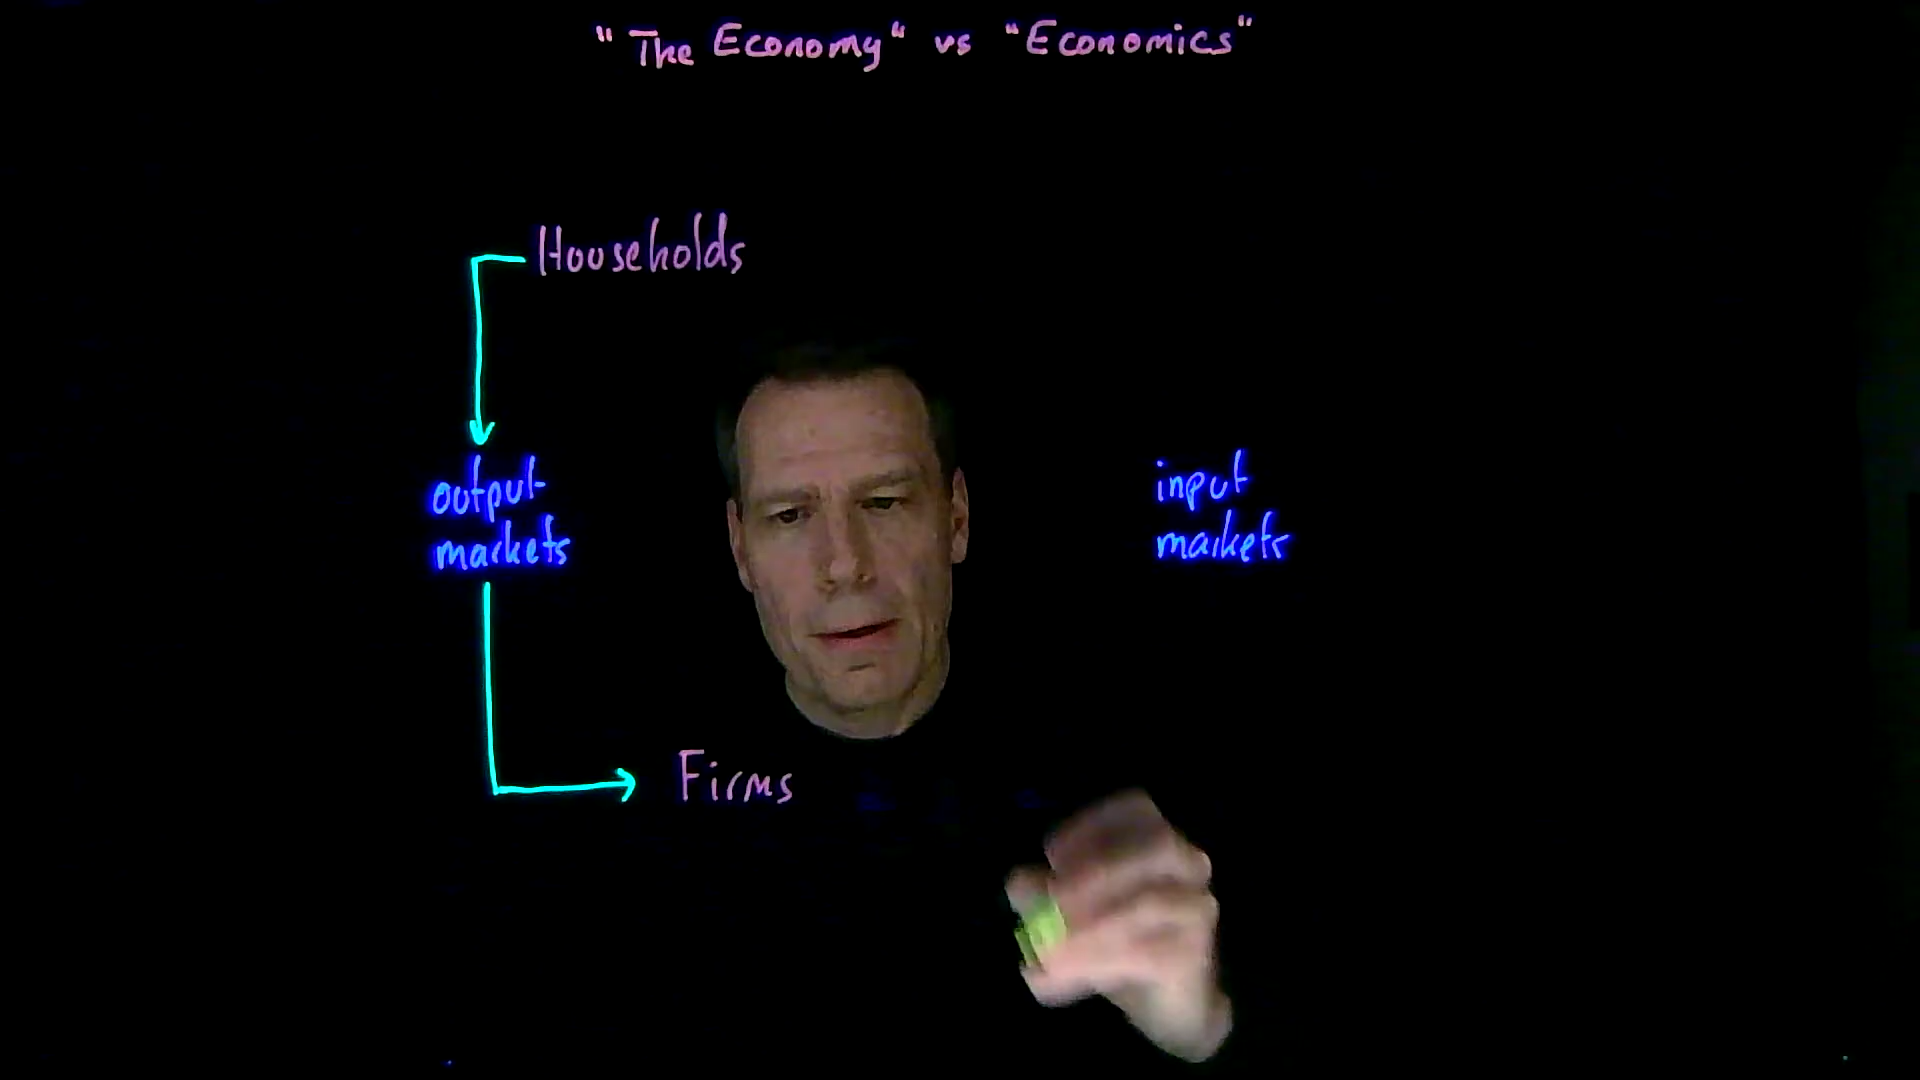 "The Economy" vs "Economics"
Households
output
markets
input
markets
Firms